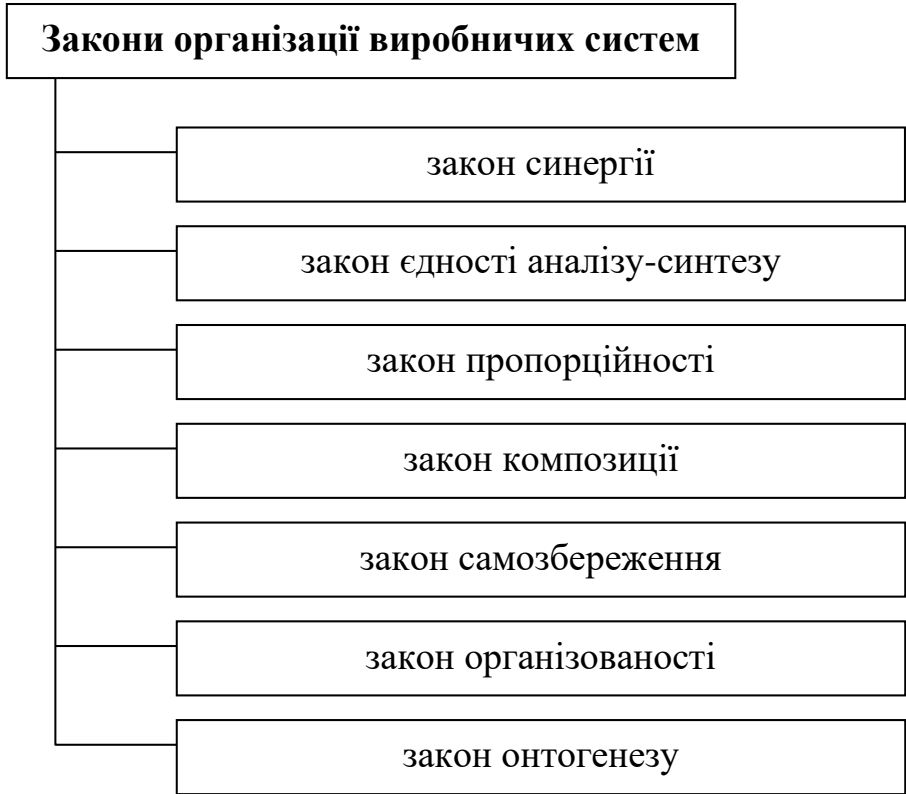 Закони організації виробничих систем
закон синергії
закон єдності аналізу-синтезу
закон пропорційності
закон композиції
закон самозбереження
закон організованості
закон онтогенезу